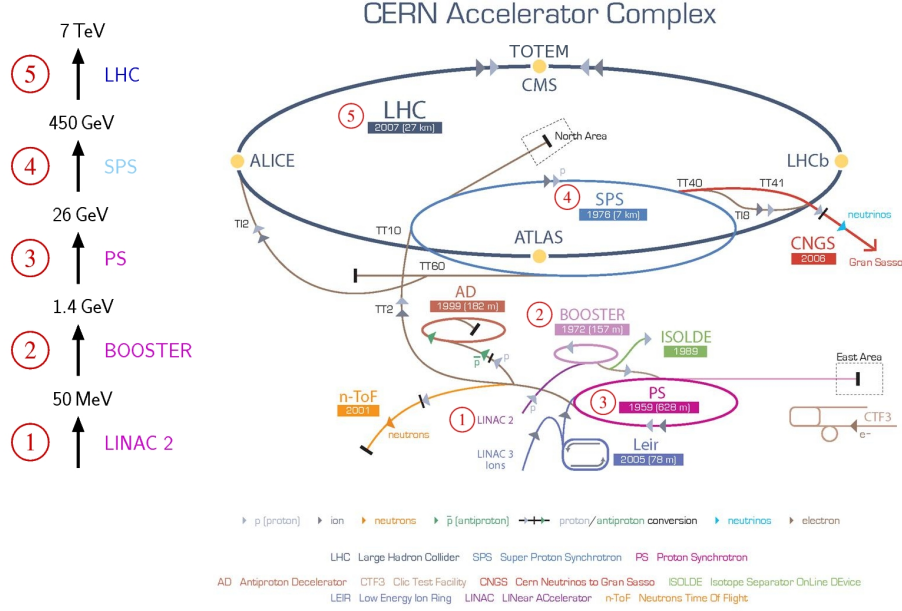 CERN Accelerator Complex
7 TeV
5 LHC
450 GeV
4 SPS
26 GeV
3 PS
1.4 GeV
2 BOOSTER
50 MeV
1 LINAC 2
TOTEM
CMS
5 LHC
2007 (27 km)
North Area
ALICE
LHCb
p
TT40
TT41
4 SPS
1976 (7 km)
TI8
neutrinos
TI2
TT10
ATLAS
CNGS
2006
Gran Sasso
TT60
AD
1999 (182 m)
TT2
2 BOOSTER
1972 (157 m)
ISOLDE
1989
p
p̅
East Area
n-ToF
2001
3 PS
1959 (628 m)
1 LINAC 2
p
neutrons
CTF3
e–
LINAC 3
Ions
Leir
2005 (78 m)
p (proton)
ion
neutrons
p̅ (antiproton)
proton/antiproton conversion
neutrinos
electron
LHC Large Hadron Collider SPS Super Proton Synchrotron PS Proton Synchrotron
AD Antiproton Decelerator CTF3 Clic Test Facility CNGS Cern Neutrinos to Gran Sasso ISOLDE Isotope Separator OnLine DEvice
LEIR Low Energy Ion Ring LINAC LINear ACcelerator n-ToF Neutrons Time Of Flight